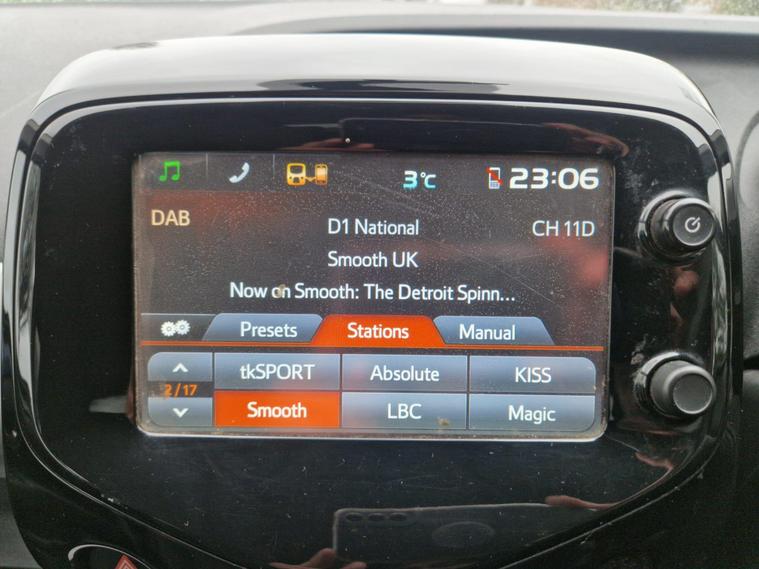 3°C 23:06
DAB D1 National CH 11D
Smooth UK
Now on Smooth: The Detroit Spinn...
Presets Stations Manual
tkSPORT Absolute KISS
2/17
Smooth LBC Magic